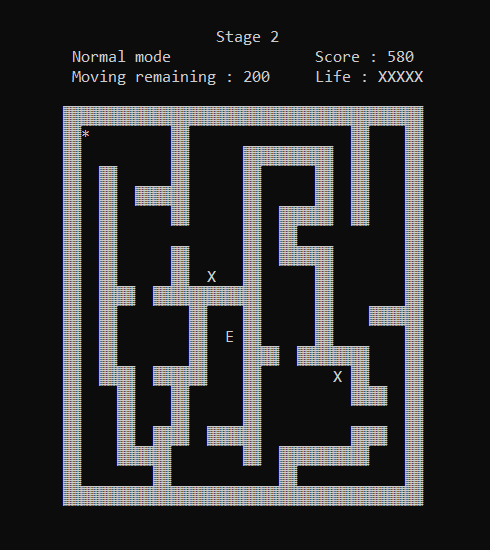 Stage 2
Normal mode Score : 580
Moving remaining : 200 Life : XXXXX
*
X
E
X